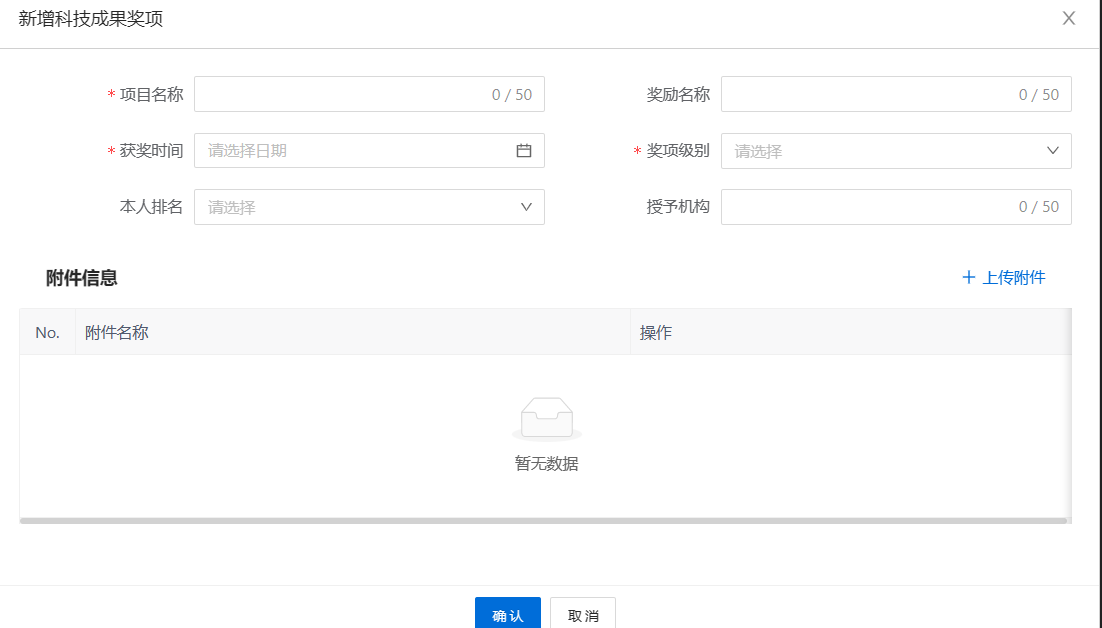 新增科技成果奖项
* 项目名称 0 / 50 奖励名称 0 / 50
* 获奖时间 请选择日期 * 奖项级别 请选择
本人排名 请选择 授予机构 0 / 50
附件信息 + 上传附件
No. 附件名称 操作
暂无数据
确认 取消